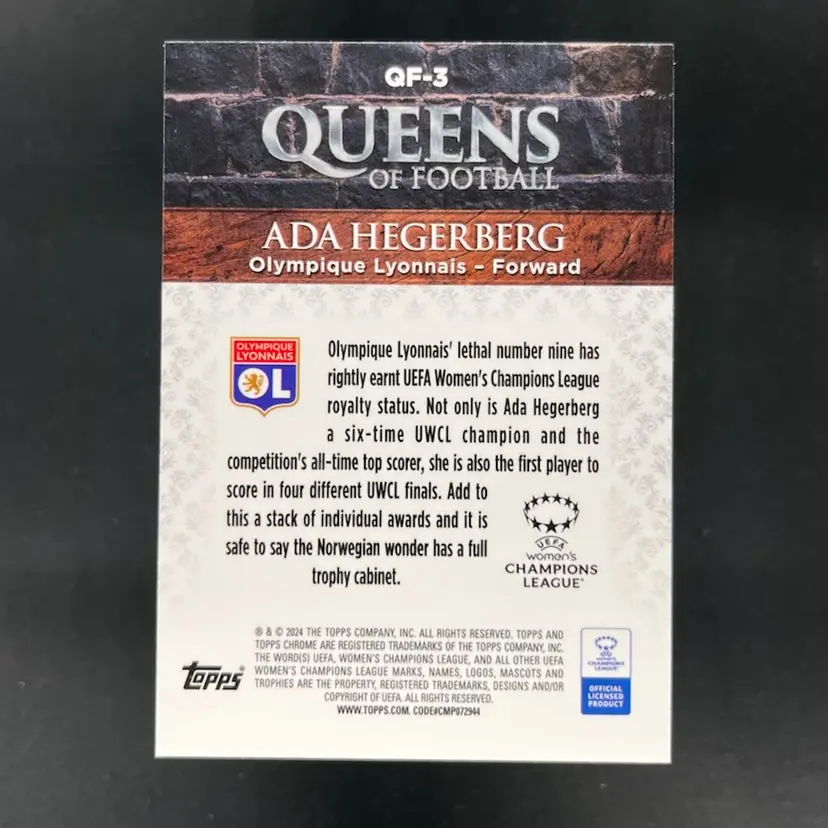 QF-3
QUEENS
OF FOOTBALL
ADA HEGERBERG
Olympique Lyonnais – Forward
OLYMPIQUE
LYONNAIS
OL
Olympique Lyonnais' lethal number nine has
rightly earnt UEFA Women's Champions League
royalty status. Not only is Ada Hegerberg
a six-time UWCL champion and the
competition's all-time top scorer, she is also the first player to
score in four different UWCL finals. Add to
this a stack of individual awards and it is
safe to say the Norwegian wonder has a full
trophy cabinet.
UEFA
women's
CHAMPIONS
LEAGUE
topps®
® & © 2024 THE TOPPS COMPANY, INC. ALL RIGHTS RESERVED. TOPPS AND
TOPPS CHROME ARE REGISTERED TRADEMARKS OF THE TOPPS COMPANY, INC.
THE WORD(S) UEFA, WOMEN'S CHAMPIONS LEAGUE, AND ALL OTHER UEFA
WOMEN'S CHAMPIONS LEAGUE MARKS, NAMES, LOGOS, MASCOTS AND
TROPHIES ARE THE PROPERTY, REGISTERED TRADEMARKS, DESIGNS AND/OR
COPYRIGHT OF UEFA. ALL RIGHTS RESERVED.
WWW.TOPPS.COM. CODE#CMP072944
CHAMPIONS
LEAGUE
OFFICIAL
LICENSED
PRODUCT